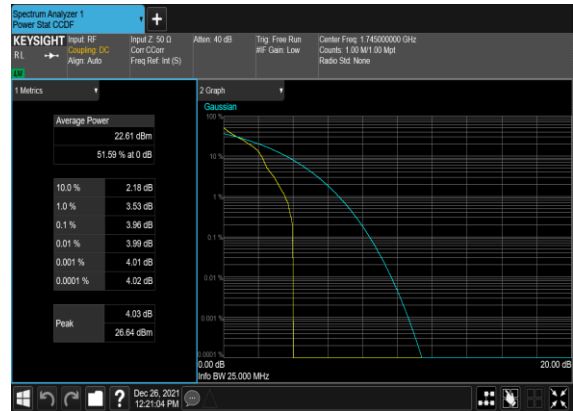 Spectrum Analyzer 1
Power Stat CCDF
+
KEYSIGHT
RL
LXI
Input: RF
Coupling: DC
Align: Auto
Input Z: 50 Ω
Corr CCorr
Freq Ref: Int (S)
Atten: 40 dB
Trig: Free Run
#IF Gain: Low
Center Freq: 1.745000000 GHz
Counts: 1.00 M/1.00 Mpt
Radio Std: None
1 Metrics
Average Power
22.61 dBm
51.59 % at 0 dB
10.0 % 2.18 dB
1.0 % 3.53 dB
0.1 % 3.96 dB
0.01 % 3.99 dB
0.001 % 4.01 dB
0.0001 % 4.02 dB
Peak
4.03 dB
26.64 dBm
2 Graph
Gaussian
100 %
10 %
1 %
0.1 %
0.01 %
0.001 %
0.0001 %
0.00 dB 20.00 dB
Info BW 25.000 MHz
?
Dec 26, 2021
12:21:04 PM